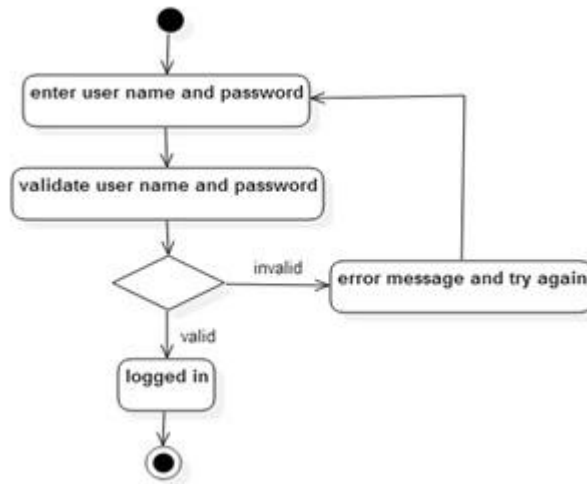 enter user name and password
validate user name and password
invalid
error message and try again
valid
logged in